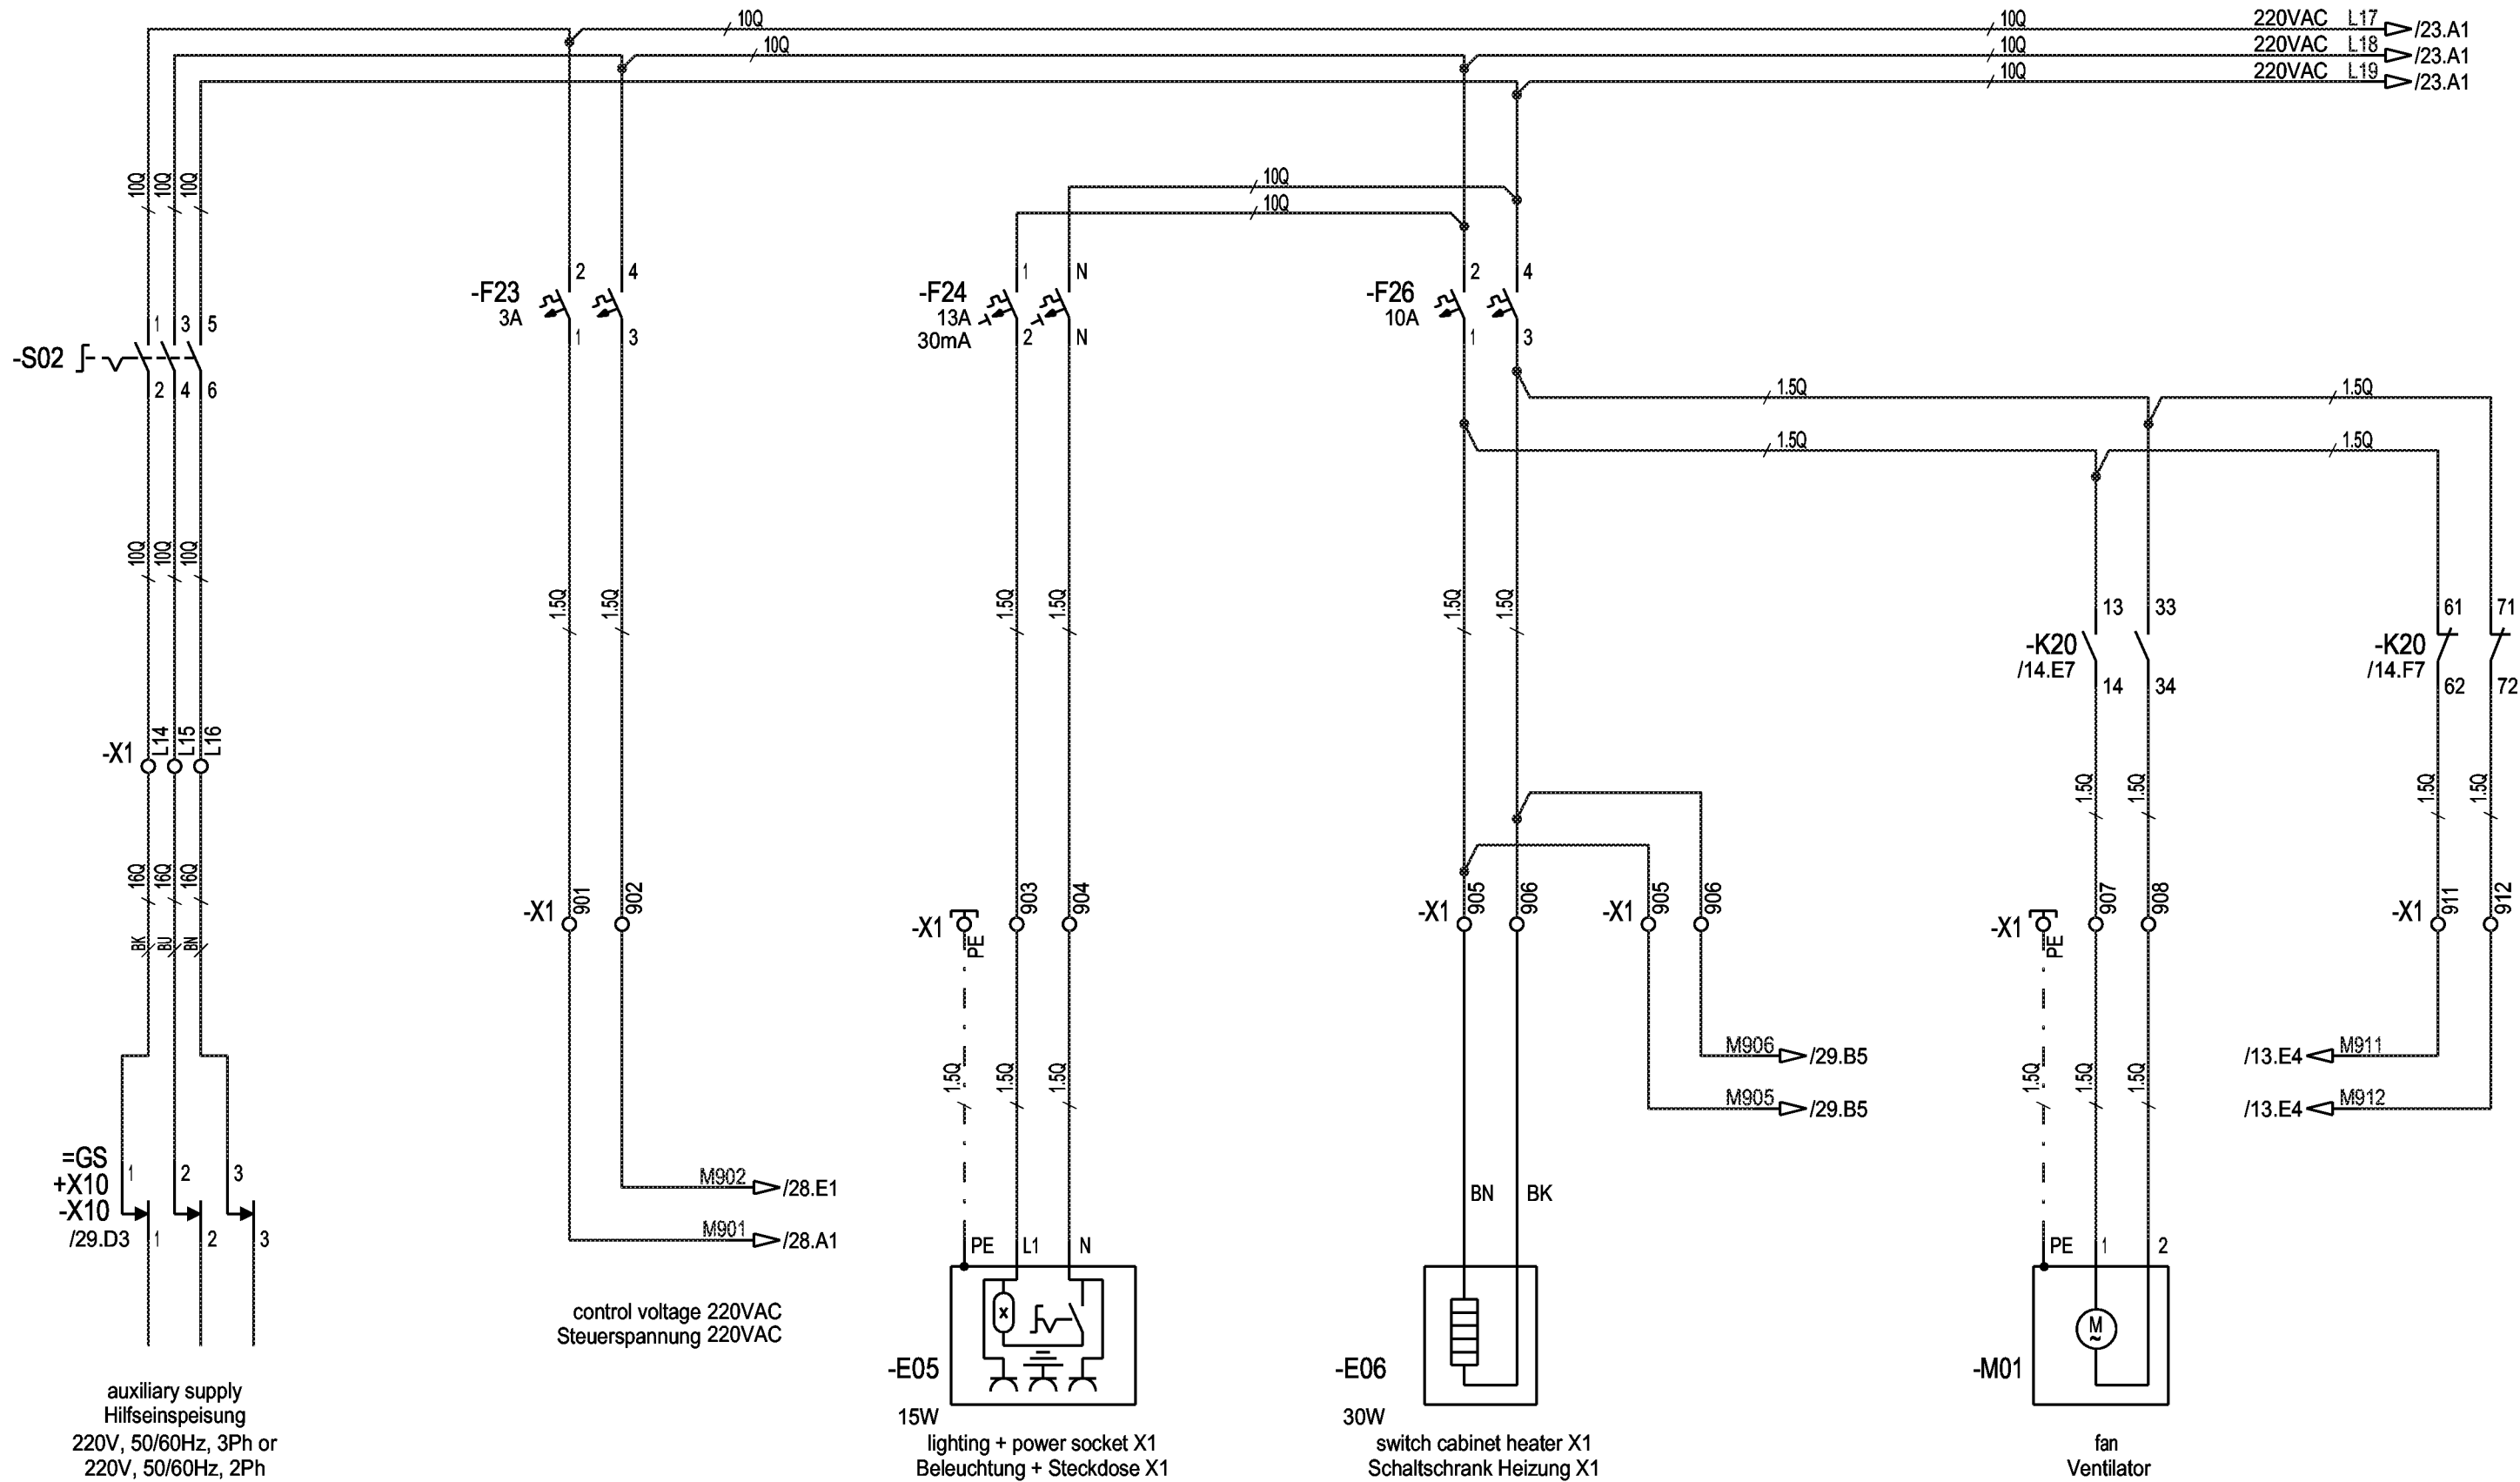 10Q 10Q 220VAC L17 /23.A1
10Q 10Q 220VAC L18 /23.A1
10Q 220VAC L19 /23.A1
10Q 10Q 10Q
10Q
10Q
2 4
1 N
2 4
-F23
3A
-F24
13A
30mA
-F26
10A
1 3
2 N
1 3
1 3 5
-S02
2 4 6
1.5Q 1.5Q
1.5Q 1.5Q
10Q 10Q 10Q
1.5Q 1.5Q
1.5Q 1.5Q
1.5Q 1.5Q
13 33
-K20
/14.E7
14 34
61 71
-K20
/14.F7
62 72
-X1 L14 L15 L16
1.5Q 1.5Q
1.5Q 1.5Q
16Q 16Q 16Q
BK BU BN
-X1 901 902
-X1 PE 903 904
-X1 905 906
-X1 905 906
-X1 PE 907 908
-X1 911 912
M906 /29.B5
M905 /29.B5
/13.E4 M911
/13.E4 M912
1.5Q 1.5Q 1.5Q
1.5Q 1.5Q 1.5Q
=GS
+X10
-X10
/29.D3
1 2 3
1 2 3
M902 /28.E1
M901 /28.A1
BN BK
PE L1 N
PE 1 2
control voltage 220VAC
Steuerspannung 220VAC
X
M
~
-E05
15W
-E06
30W
-M01
auxiliary supply
Hilfseinspeisung
220V, 50/60Hz, 3Ph or
220V, 50/60Hz, 2Ph
lighting + power socket X1
Beleuchtung + Steckdose X1
switch cabinet heater X1
Schaltschrank Heizung X1
fan
Ventilator